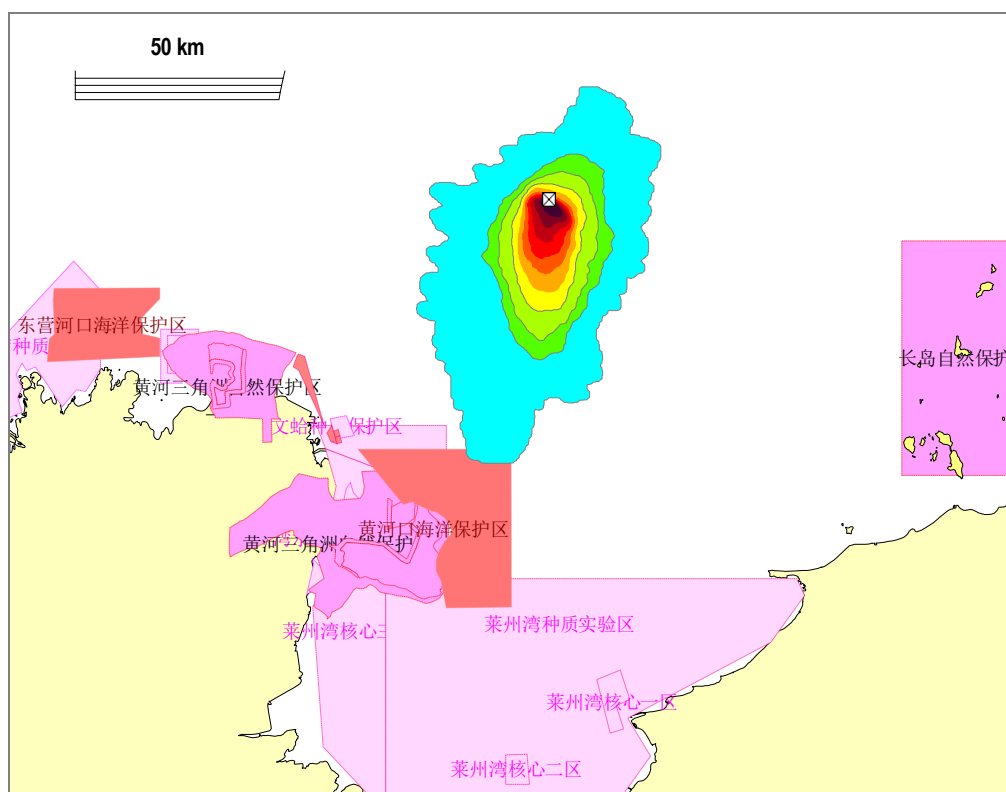 50 km
东营河口海洋保护区
种质
长岛自然保护
黄河三角洲自然保护区
文蛤种 保护区
黄河口海洋保护区
黄河三角洲自然保护
莱州湾核心三
莱州湾种质实验区
莱州湾核心一区
莱州湾核心二区